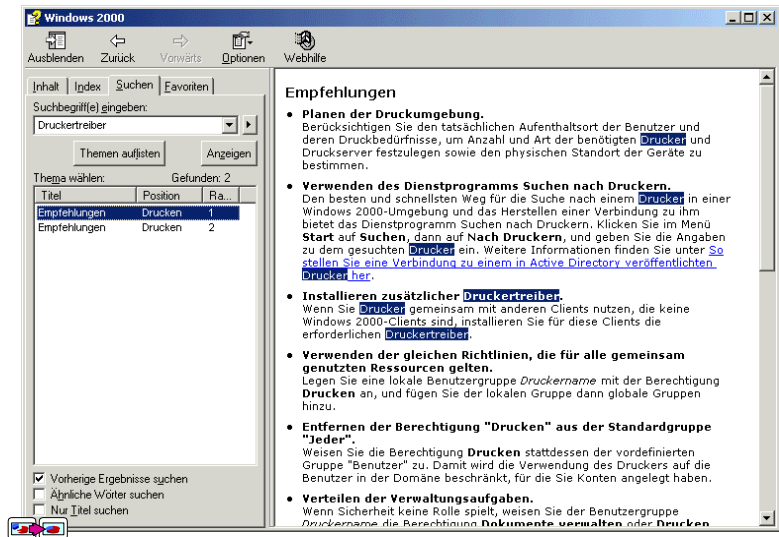 Windows 2000
Ausblenden Zurück Vorwärts Optionen Webhilfe
Inhalt Index Suchen Favoriten
Suchbegriff(e) eingeben:
Druckertreiber
Themen auflisten Anzeigen
Thema wählen: Gefunden: 2
Titel Position Ra...
Empfehlungen Drucken 1
Empfehlungen Drucken 2
Vorherige Ergebnisse suchen
Ähnliche Wörter suchen
Nur Titel suchen
Empfehlungen
• Planen der Druckumgebung.
Berücksichtigen Sie den tatsächlichen Aufenthaltsort der Benutzer und
deren Druckbedürfnisse, um Anzahl und Art der benötigten Drucker und
Druckserver festzulegen sowie den physischen Standort der Geräte zu
bestimmen.
• Verwenden des Dienstprogramms Suchen nach Druckern.
Den besten und schnellsten Weg für die Suche nach einem Drucker in einer
Windows 2000-Umgebung und das Herstellen einer Verbindung zu ihm
bietet das Dienstprogramm Suchen nach Druckern. Klicken Sie im Menü
Start auf Suchen, dann auf Nach Druckern, und geben Sie die Angaben
zu dem gesuchten Drucker ein. Weitere Informationen finden Sie unter So
stellen Sie eine Verbindung zu einem in Active Directory veröffentlichten
Drucker her.
• Installieren zusätzlicher Druckertreiber.
Wenn Sie Drucker gemeinsam mit anderen Clients nutzen, die keine
Windows 2000-Clients sind, installieren Sie für diese Clients die
erforderlichen Druckertreiber.
• Verwenden der gleichen Richtlinien, die für alle gemeinsam
genutzten Ressourcen gelten.
Legen Sie eine lokale Benutzergruppe Druckername mit der Berechtigung
Drucken an, und fügen Sie der lokalen Gruppe dann globale Gruppen
hinzu.
• Entfernen der Berechtigung "Drucken" aus der Standardgruppe
"Jeder".
Weisen Sie die Berechtigung Drucken stattdessen der vordefinierten
Gruppe "Benutzer" zu. Damit wird die Verwendung des Druckers auf die
Benutzer in der Domäne beschränkt, für die Sie Konten angelegt haben.
• Verteilen der Verwaltungsaufgaben.
Wenn Sicherheit keine Rolle spielt, weisen Sie der Benutzergruppe
Druckername die Berechtigung Dokumente verwalten oder Drucken